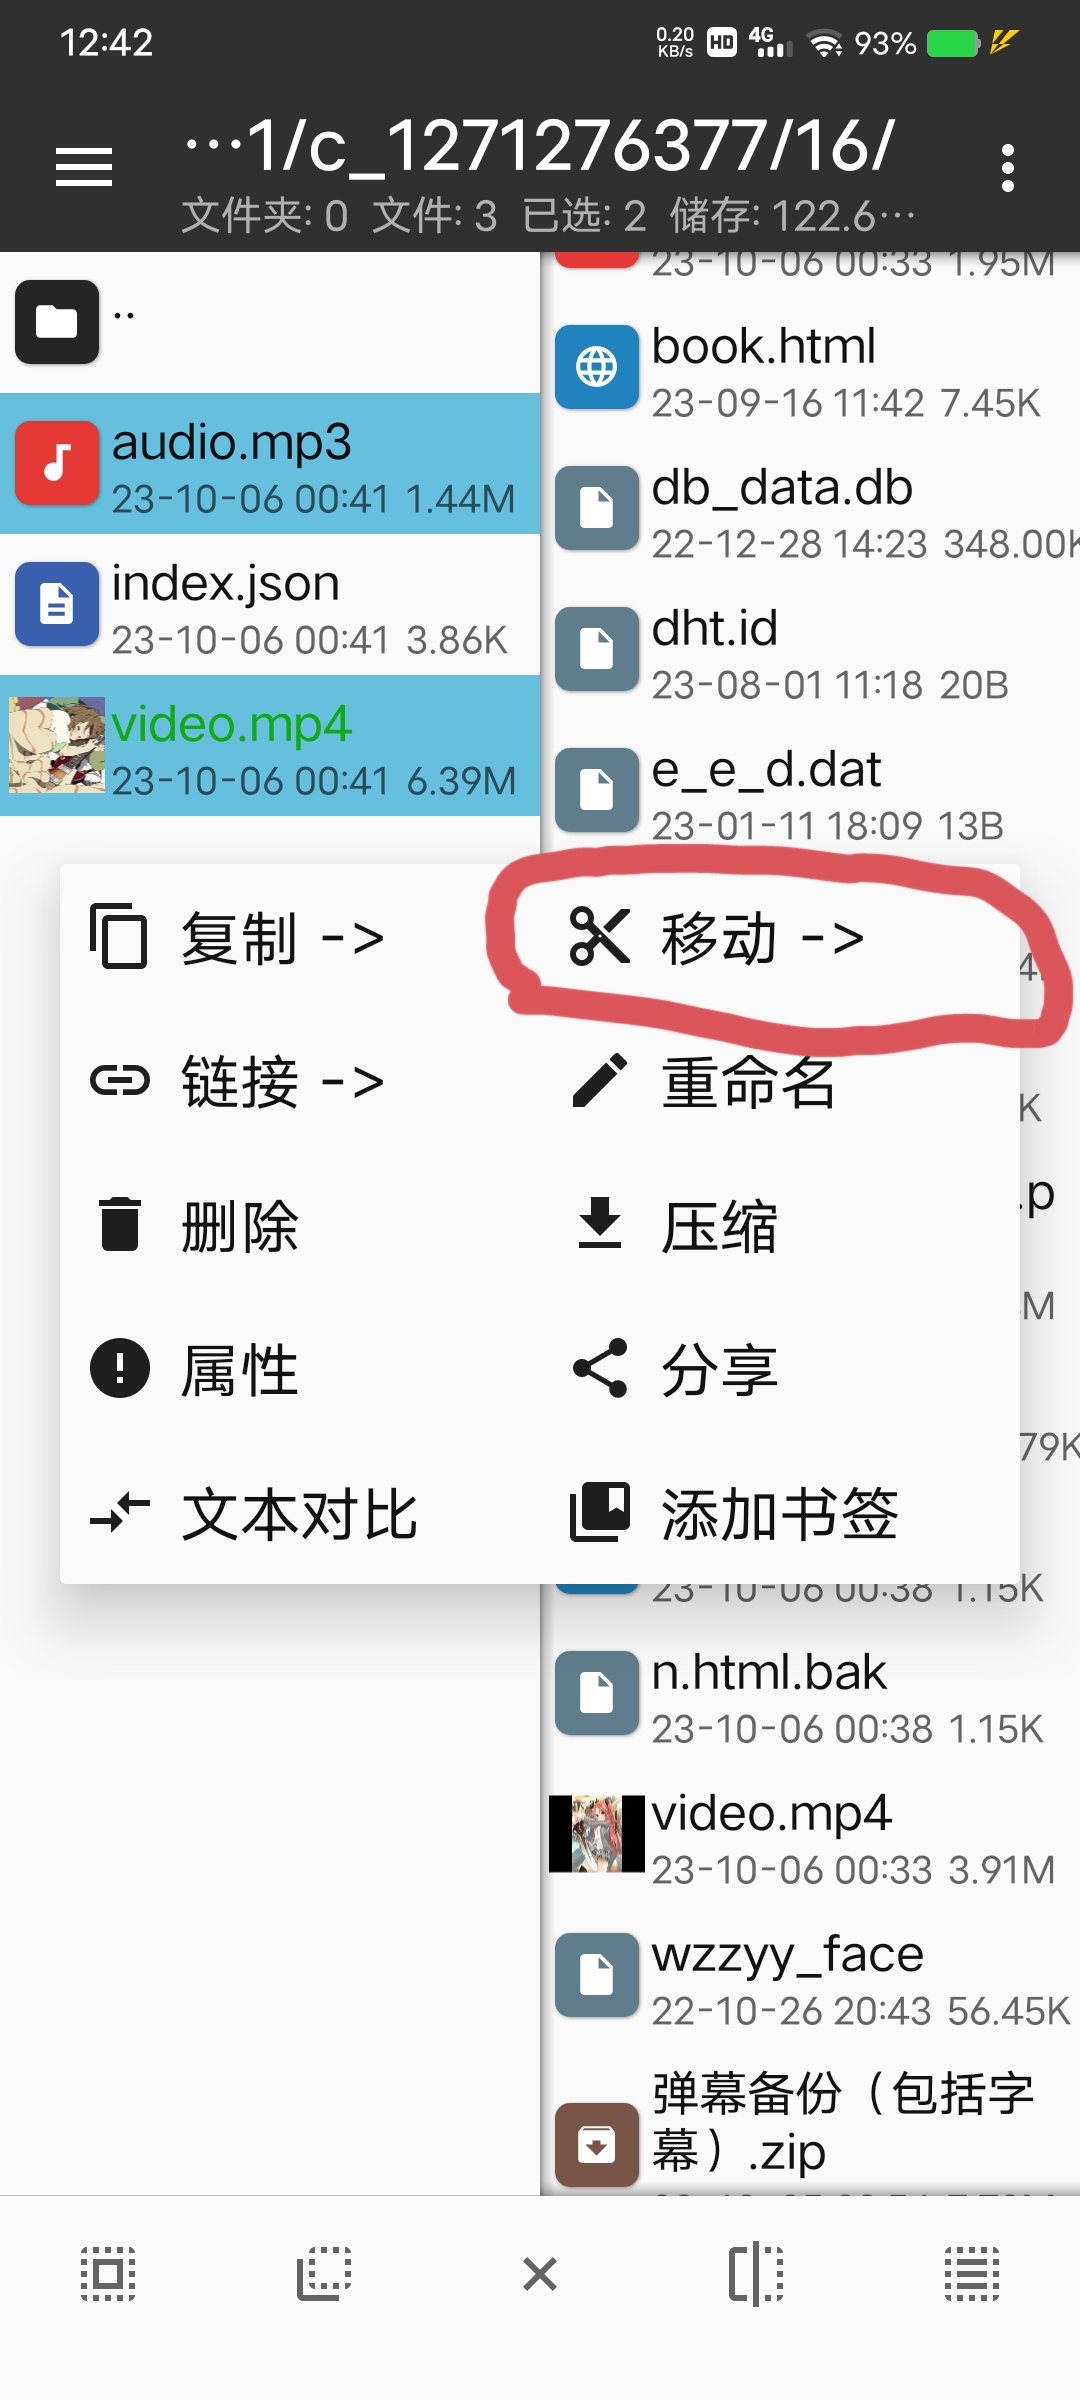 12:42
0.20 KB/s HD 4G 93%
…1/c_1271276377/16/
文件夹: 0 文件: 3 已选: 2 储存: 122.6…
..
audio.mp3
23-10-06 00:41 1.44M
index.json
23-10-06 00:41 3.86K
video.mp4
23-10-06 00:41 6.39M
23-10-06 00:33 1.95M
book.html
23-09-16 11:42 7.45K
db_data.db
22-12-28 14:23 348.00K
dht.id
23-08-01 11:18 20B
e_e_d.dat
23-01-11 18:09 13B
复制 ->
移动 ->
链接 ->
重命名
删除
压缩
属性
分享
文本对比
添加书签
K
.p
M
79K
23-10-06 00:38 1.15K
n.html.bak
23-10-06 00:38 1.15K
video.mp4
23-10-06 00:33 3.91M
wzzyy_face
22-10-26 20:43 56.45K
弹幕备份（包括字
幕）.zip